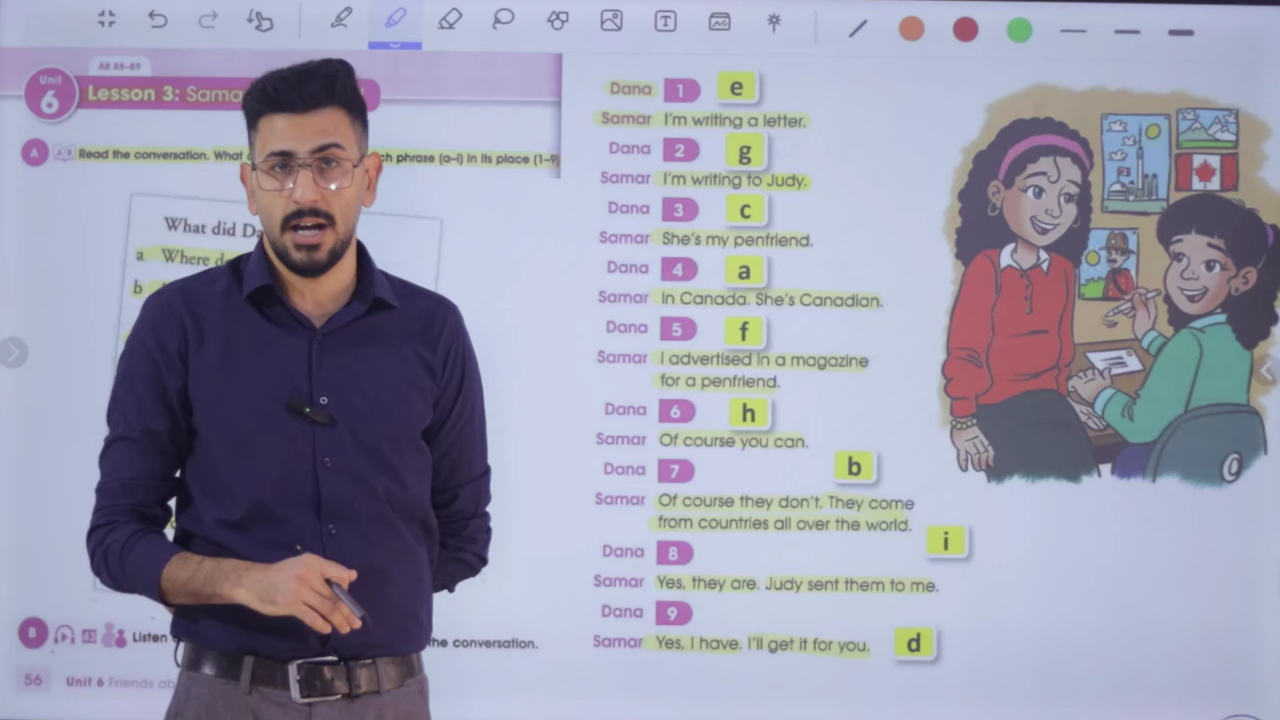 AB 88-89
Unit
6
Lesson 3:
A AB Read the conversation. What
ch phrase (a–i) in its place (1–9)
What did
a Where
b
B 43 Listen
the conversation.
56 Unit 6 Friends
Dana 1 e
Samar I'm writing a letter.
Dana 2 g
Samar I'm writing to Judy.
Dana 3 c
Samar She's my penfriend.
Dana 4 a
Samar In Canada. She's Canadian.
Dana 5 f
Samar I advertised in a magazine
for a penfriend.
Dana 6 h
Samar Of course you can.
Dana 7 b
Samar Of course they don't. They come
from countries all over the world.
Dana 8 i
Samar Yes, they are. Judy sent them to me.
Dana 9
Samar Yes, I have. I'll get it for you. d